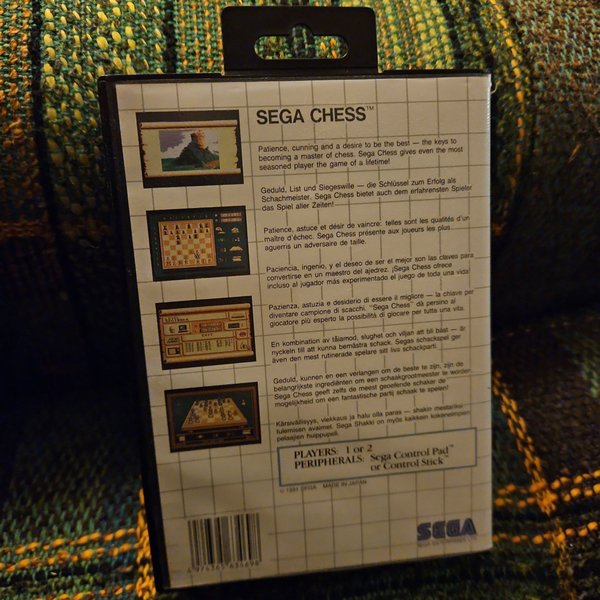 SEGA CHESS™
Patience, cunning and a desire to be the best — the keys to
becoming a master of chess. Sega Chess gives even the most
seasoned player the game of a lifetime!
Geduld, List und Siegeswille — die Schlüssel zum Erfolg als
Schachmeister. Sega Chess bietet auch dem erfahrensten Spieler
das Spiel aller Zeiten!
Patience, astuce et désir de vaincre: telles sont les qualités d'un
maître d'échec. Sega Chess présente aux joueurs les plus
aguerris un adversaire de taille.
Paciencia, ingenio, y el deseo de ser el mejor son las claves para
convertirse en un maestro del ajedrez. ¡Sega Chess ofrece
incluso al jugador más experimentado el juego de toda una vida!
Pazienza, astuzia e desiderio di essere il migliore — la chiave per
diventare campione di scacchi. "Sega Chess" dà persino al
giocatore più esperto la possibilità di giocare per tutta una vita.
En kombination av tålamod, slughet och viljan att bli bäst — är
nyckeln till att kunna bemästra schack. Segas schackspel ger
även den mest rutinerade spelare sitt livs schackparti.
Geduld, kunnen en een verlangen om de beste te zijn, zijn de
belangrijkste ingrediënten om een schaakgrootmeester te worden.
Sega Chess geeft zelfs de meest geoefende schaker de
mogelijkheid om een fantastische partij schaak te spelen!
Kärsivällisyys, viekkaus ja halu olla paras — shakin mestariksi
tulemisen avaimet. Sega Shakki on myös kaikkein kokeneimpien
pelaajien huippupeli.
PLAYERS: 1 or 2
PERIPHERALS: Sega Control Pad™
or Control Stick™
© 1991 SEGA MADE IN JAPAN
SEGA